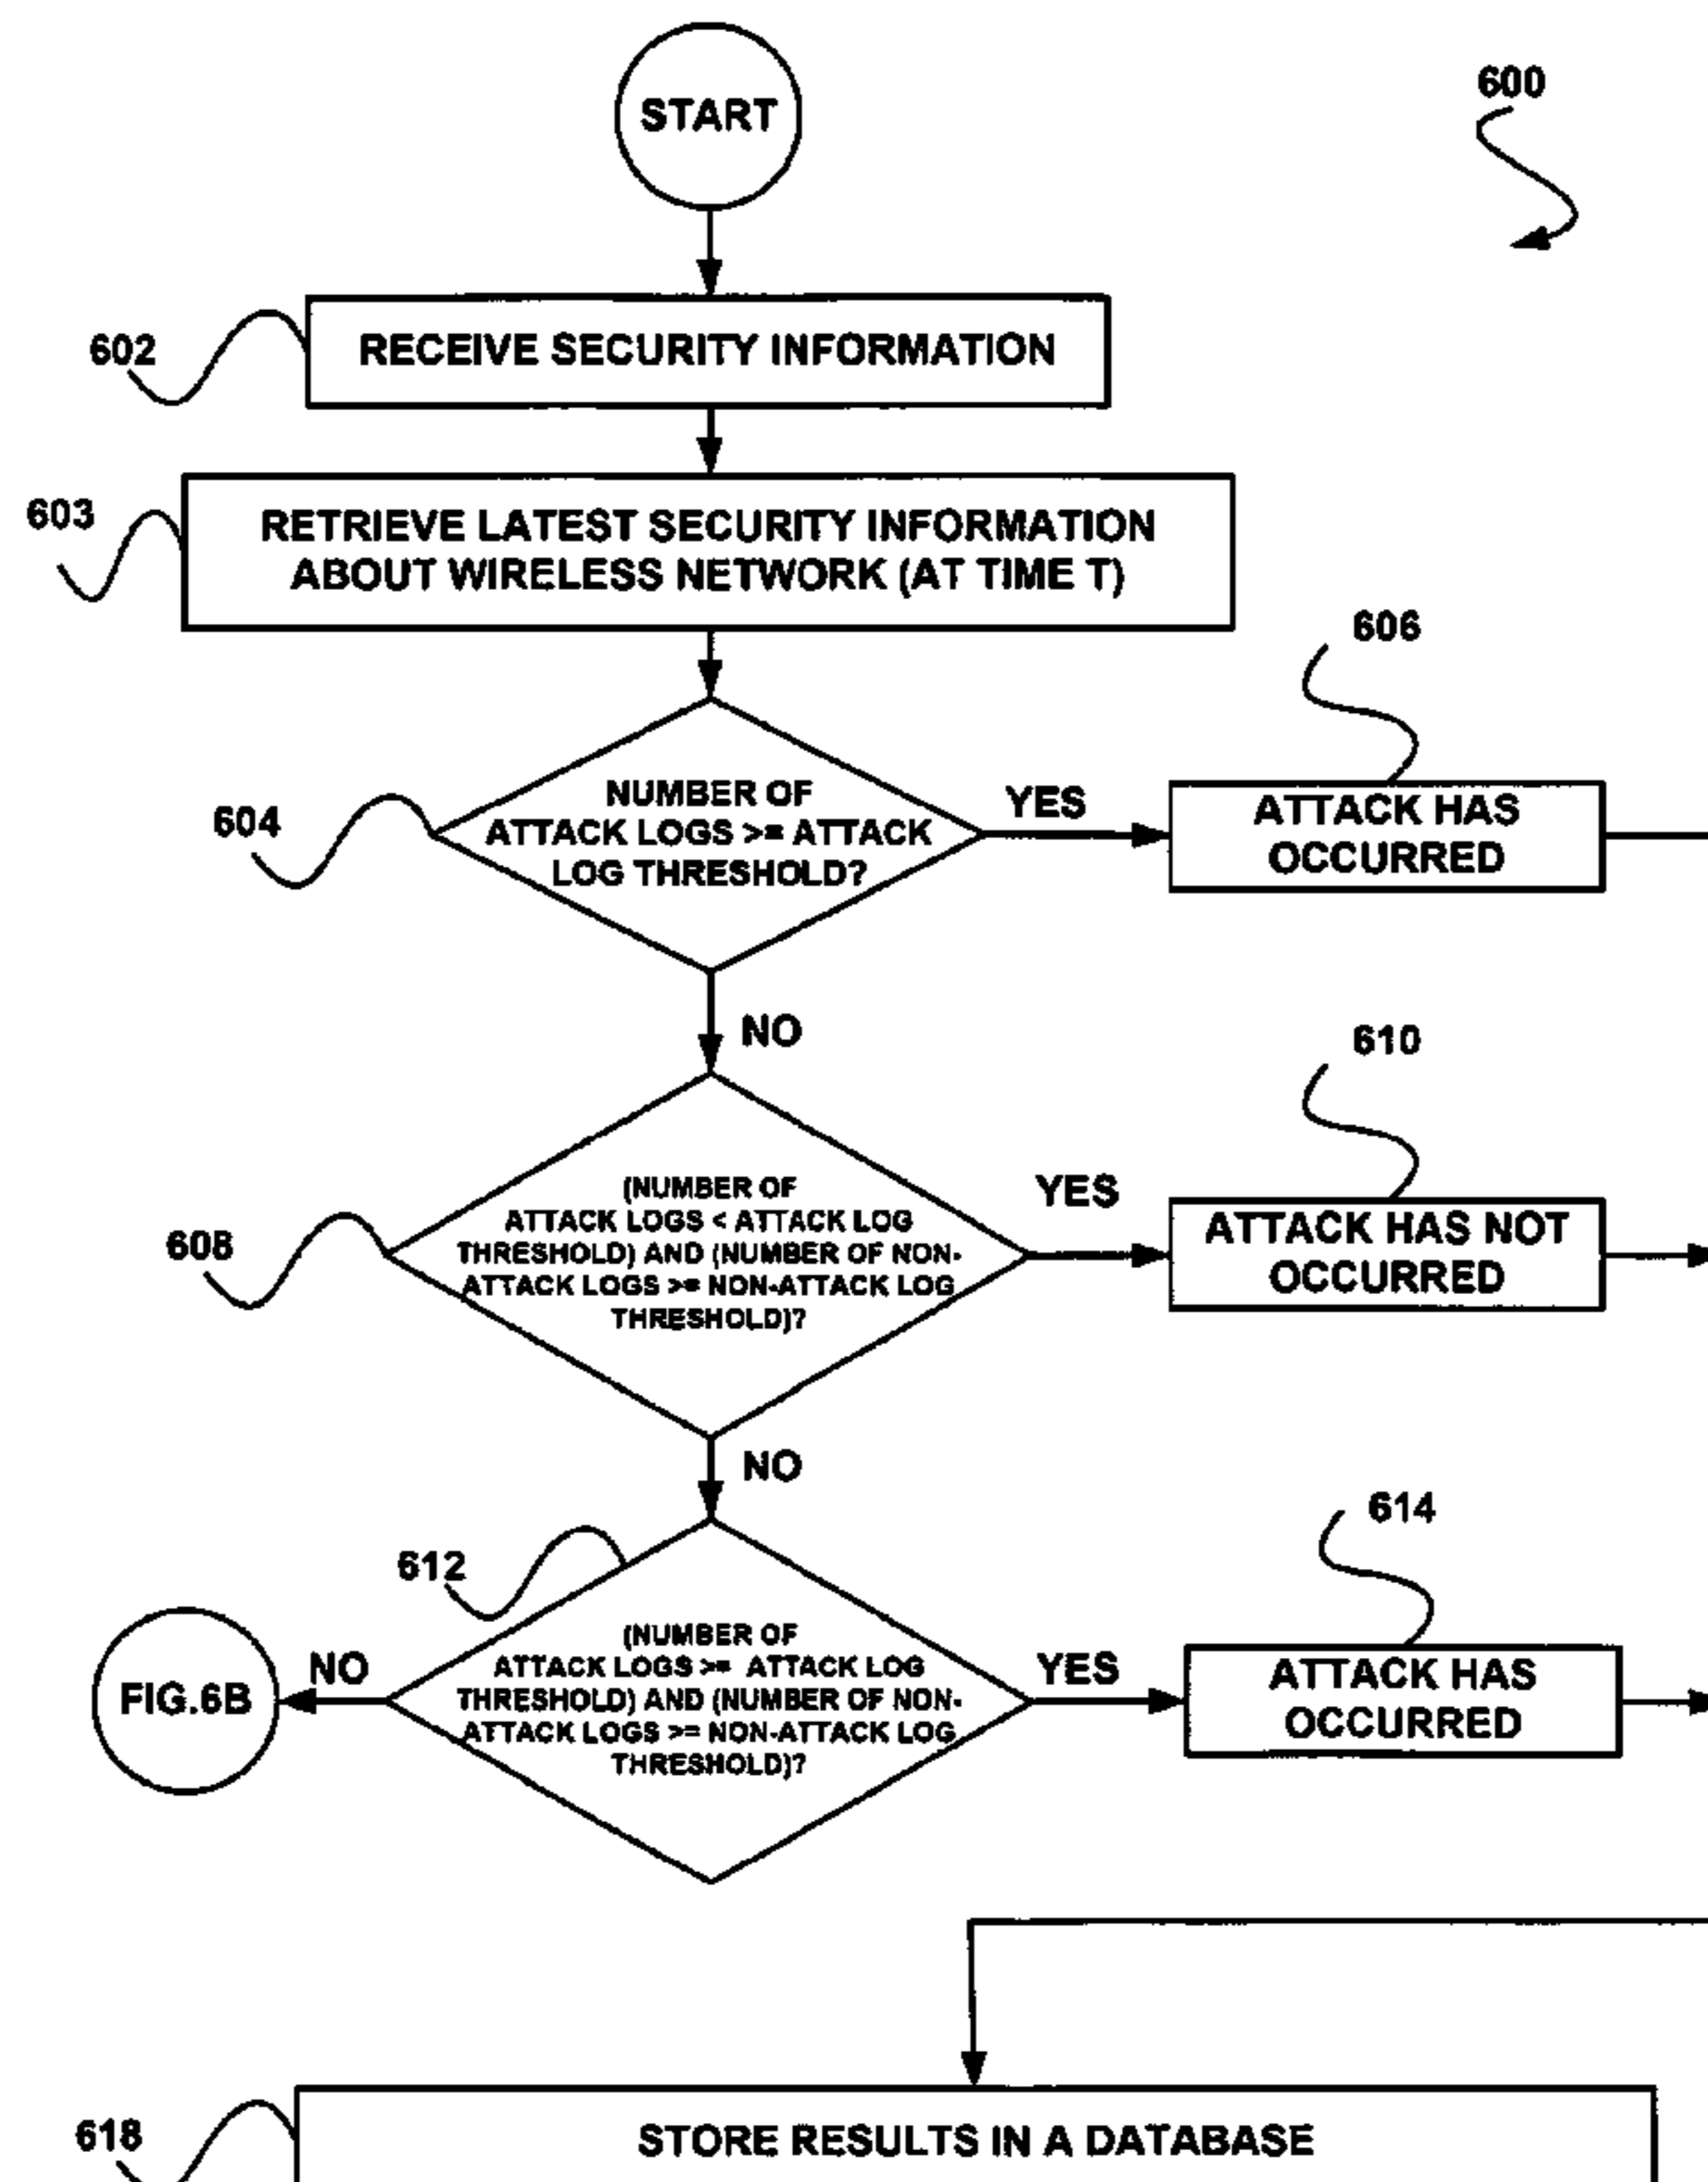 START
600
602
RECEIVE SECURITY INFORMATION
603
RETRIEVE LATEST SECURITY INFORMATION
ABOUT WIRELESS NETWORK (AT TIME T)
606
604
NUMBER OF
ATTACK LOGS >= ATTACK
LOG THRESHOLD?
YES
ATTACK HAS
OCCURRED
NO
610
608
(NUMBER OF
ATTACK LOGS < ATTACK LOG
THRESHOLD) AND (NUMBER OF NON-
ATTACK LOGS >= NON-ATTACK LOG
THRESHOLD)?
YES
ATTACK HAS NOT
OCCURRED
NO
614
612
(NUMBER OF
ATTACK LOGS >= ATTACK LOG
THRESHOLD) AND (NUMBER OF NON-
ATTACK LOGS >= NON-ATTACK LOG
THRESHOLD)?
NO
FIG.6B
YES
ATTACK HAS
OCCURRED
618
STORE RESULTS IN A DATABASE